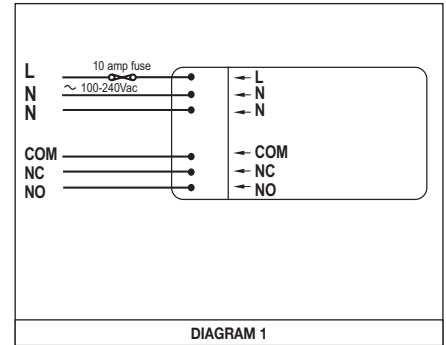 10 amp fuse
L L
~ 100-240Vac
N N
N N
COM COM
NC NC
NO NO
DIAGRAM 1